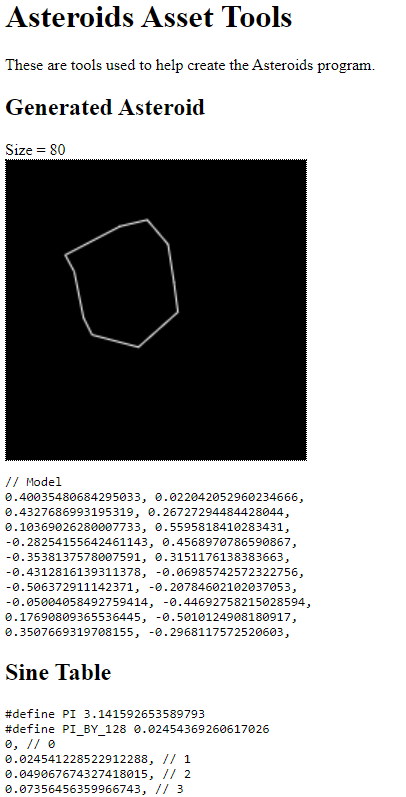 Asteroids Asset Tools
These are tools used to help create the Asteroids program.
Generated Asteroid
Size = 80
// Model
0.40035480684295033, 0.022042052960234666,
0.4327686993195319, 0.26727294484428044,
0.10369026280007733, 0.5595818410283431,
-0.28254155642461143, 0.4568970786590867,
-0.3538137578007591, 0.3151176138383663,
-0.4312816139311378, -0.06985742572322756,
-0.506372911142371, -0.20784602102037053,
-0.05004058492759414, -0.44692758215028594,
0.17690809365536445, -0.5010124908180917,
0.3507669319708155, -0.2968117572520603,
Sine Table
#define PI 3.141592653589793
#define PI_BY_128 0.02454369260617026
0, // 0
0.024541228522912288, // 1
0.049067674327418015, // 2
0.07356456359966743, // 3